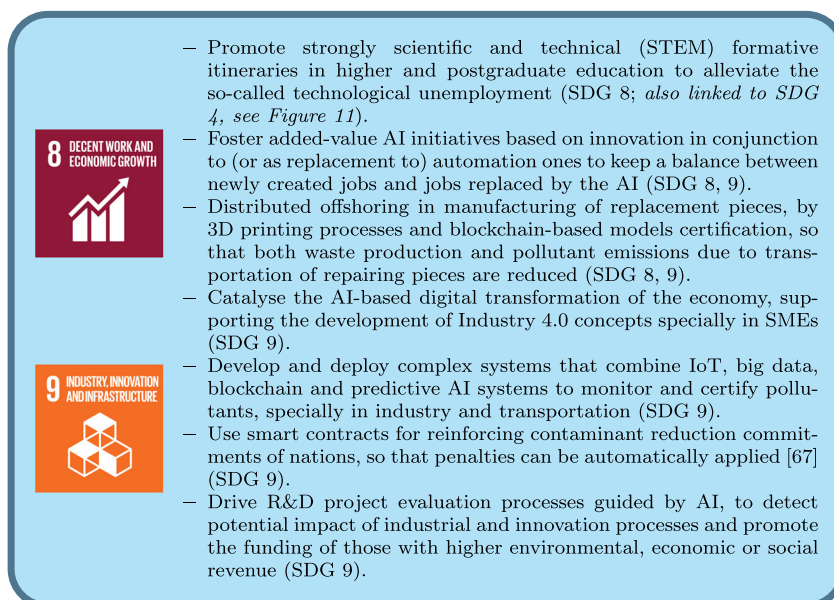 – Promote strongly scientific and technical (STEM) formative
itineraries in higher and postgraduate education to alleviate the
so-called technological unemployment (SDG 8; also linked to SDG
4, see Figure 11).
8 DECENT WORK AND
ECONOMIC GROWTH
– Foster added-value AI initiatives based on innovation in conjunction
to (or as replacement to) automation ones to keep a balance between
newly created jobs and jobs replaced by the AI (SDG 8, 9).
– Distributed offshoring in manufacturing of replacement pieces, by
3D printing processes and blockchain-based models certification, so
that both waste production and pollutant emissions due to trans-
portation of repairing pieces are reduced (SDG 8, 9).
– Catalyse the AI-based digital transformation of the economy, sup-
porting the development of Industry 4.0 concepts specially in SMEs
(SDG 9).
9 INDUSTRY, INNOVATION
AND INFRASTRUCTURE
– Develop and deploy complex systems that combine IoT, big data,
blockchain and predictive AI systems to monitor and certify pollu-
tants, specially in industry and transportation (SDG 9).
– Use smart contracts for reinforcing contaminant reduction commit-
ments of nations, so that penalties can be automatically applied [67]
(SDG 9).
– Drive R&D project evaluation processes guided by AI, to detect
potential impact of industrial and innovation processes and promote
the funding of those with higher environmental, economic or social
revenue (SDG 9).